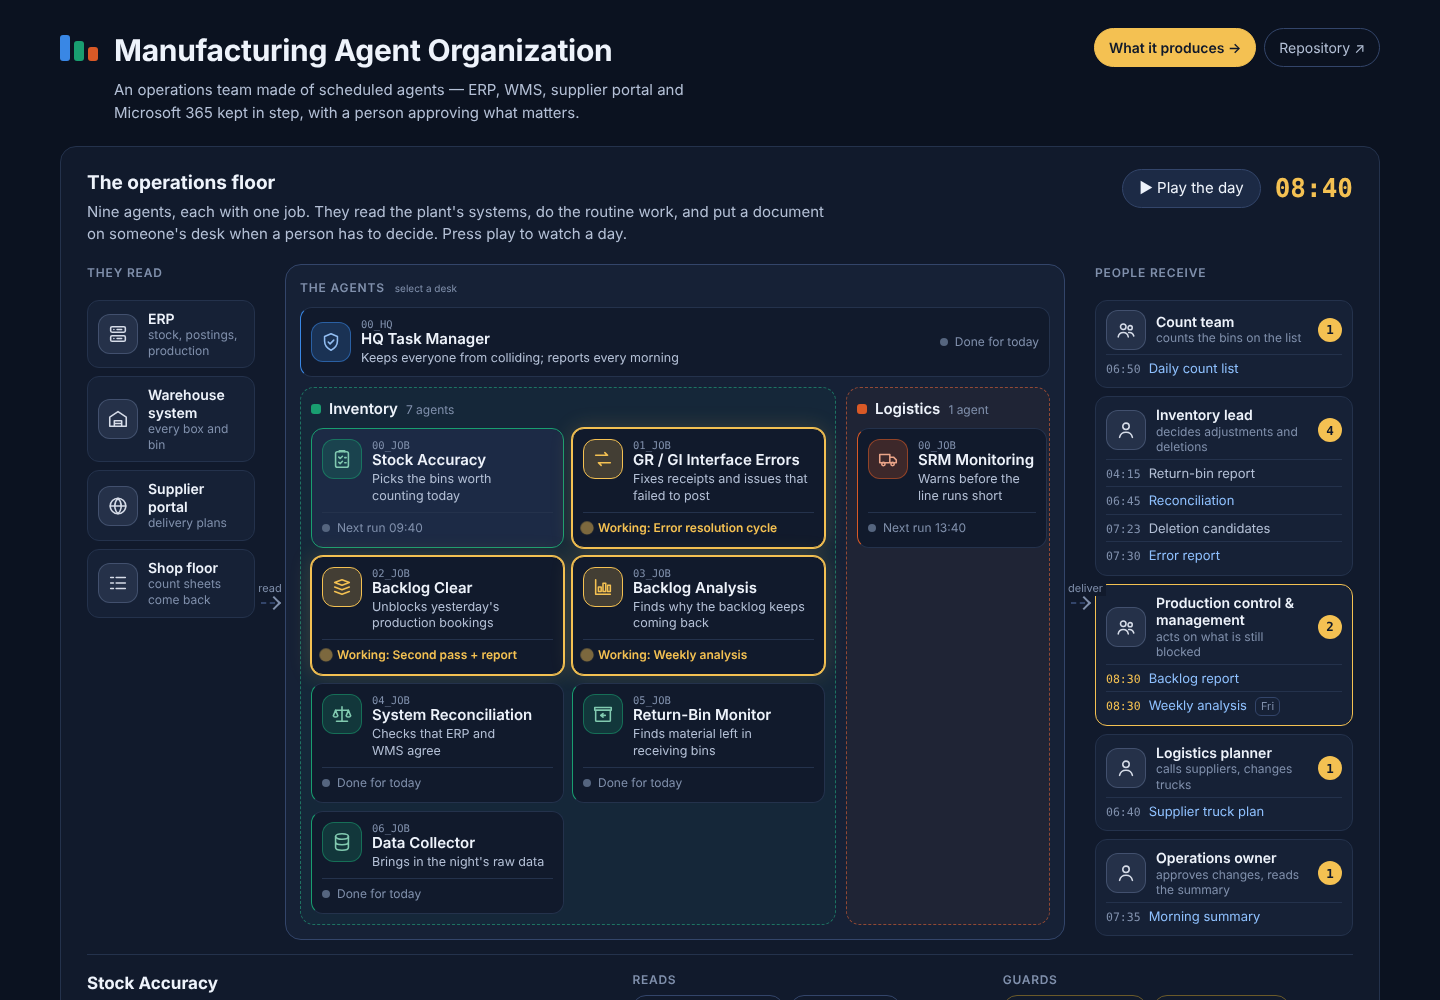 Manufacturing Agent Organization
What it produces →
Repository ↗
An operations team made of scheduled agents — ERP, WMS, supplier portal and
Microsoft 365 kept in step, with a person approving what matters.
The operations floor
▶ Play the day
08:40
Nine agents, each with one job. They read the plant's systems, do the routine work, and put a document
on someone's desk when a person has to decide. Press play to watch a day.
THEY READ
ERP
stock, postings,
production
Warehouse
system
every box and
bin
Supplier
portal
delivery plans
Shop floor
count sheets
come back
read
THE AGENTS select a desk
00_HQ
HQ Task Manager
Keeps everyone from colliding; reports every morning
Done for today
Inventory 7 agents
00_JOB
Stock Accuracy
Picks the bins worth
counting today
Next run 09:40
01_JOB
GR / GI Interface Errors
Fixes receipts and issues that
failed to post
Working: Error resolution cycle
02_JOB
Backlog Clear
Unblocks yesterday's
production bookings
Working: Second pass + report
03_JOB
Backlog Analysis
Finds why the backlog keeps
coming back
Working: Weekly analysis
04_JOB
System Reconciliation
Checks that ERP and
WMS agree
Done for today
05_JOB
Return-Bin Monitor
Finds material left in
receiving bins
Done for today
06_JOB
Data Collector
Brings in the night's raw data
Done for today
Logistics 1 agent
00_JOB
SRM Monitoring
Warns before the
line runs short
Next run 13:40
deliver
PEOPLE RECEIVE
Count team
counts the bins on the list
1
06:50 Daily count list
Inventory lead
decides adjustments and
deletions
4
04:15 Return-bin report
06:45 Reconciliation
07:23 Deletion candidates
07:30 Error report
Production control &
management
acts on what is still
blocked
2
08:30 Backlog report
08:30 Weekly analysis Fri
Logistics planner
calls suppliers, changes
trucks
1
06:40 Supplier truck plan
Operations owner
approves changes, reads
the summary
1
07:35 Morning summary
Stock Accuracy
READS
GUARDS